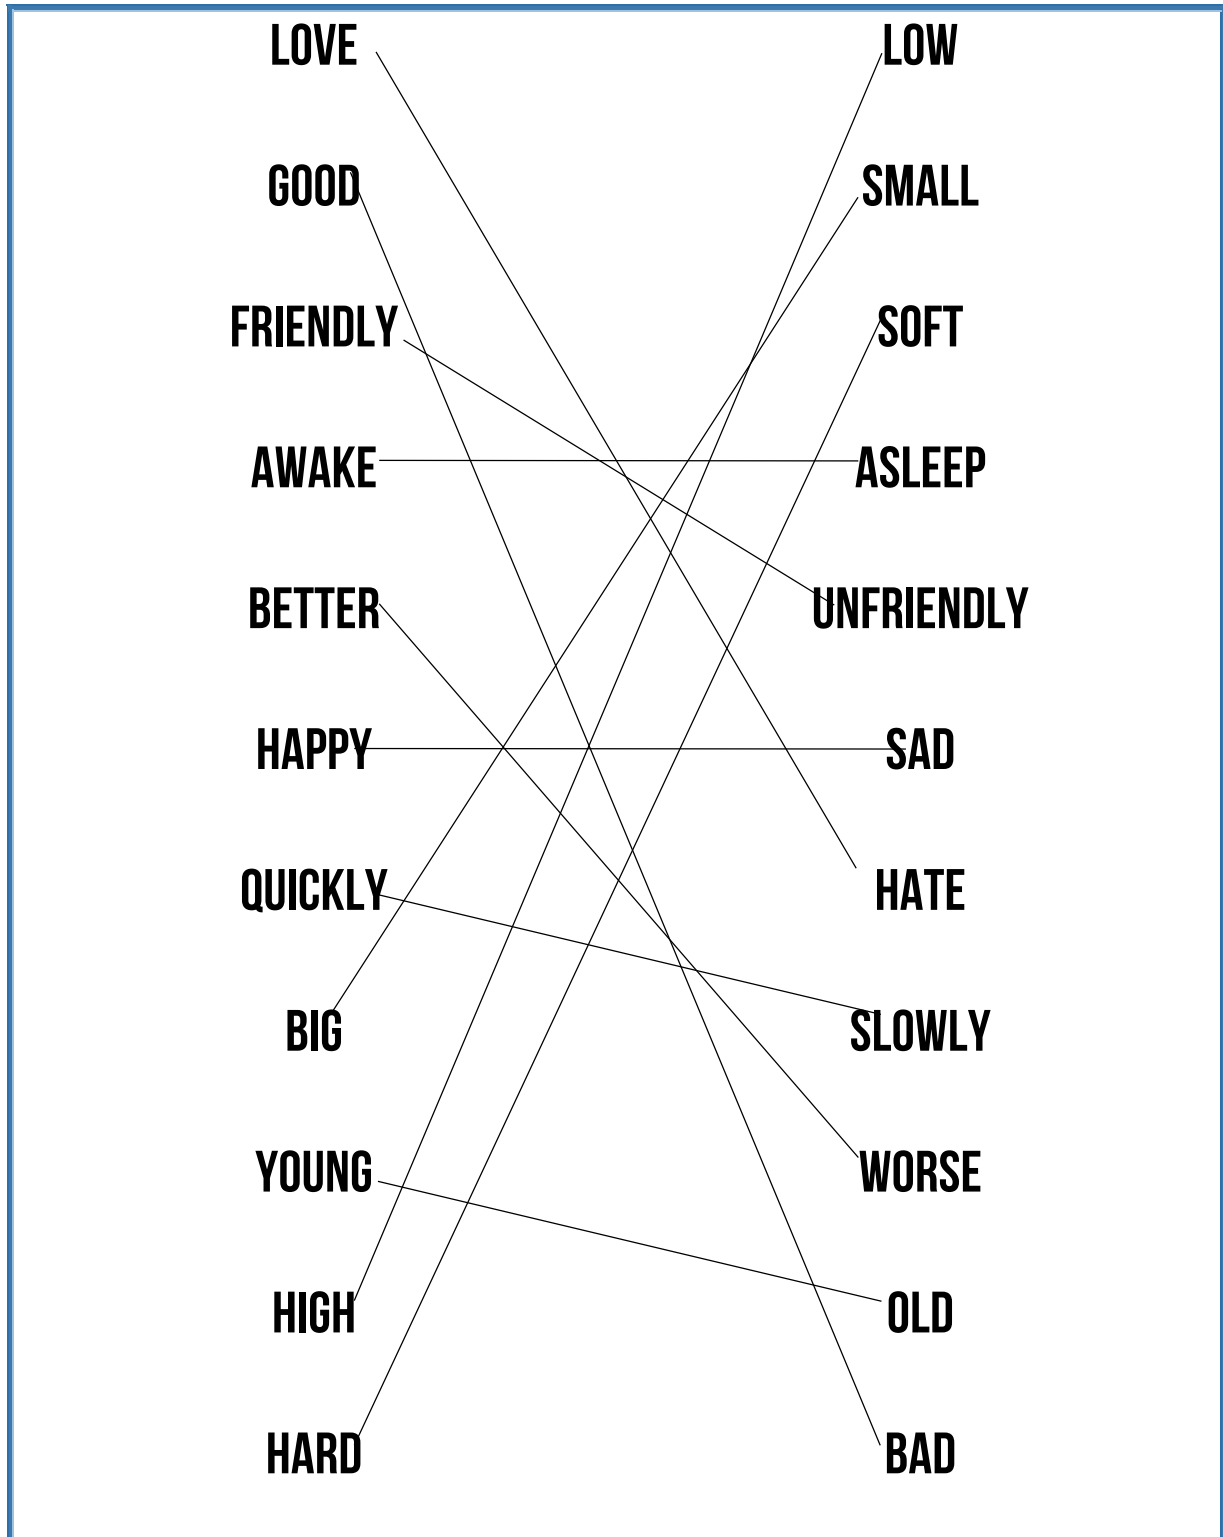 LOVE LOW
GOOD SMALL
FRIENDLY SOFT
AWAKE ASLEEP
BETTER UNFRIENDLY
HAPPY SAD
QUICKLY HATE
BIG SLOWLY
YOUNG WORSE
HIGH OLD
HARD BAD